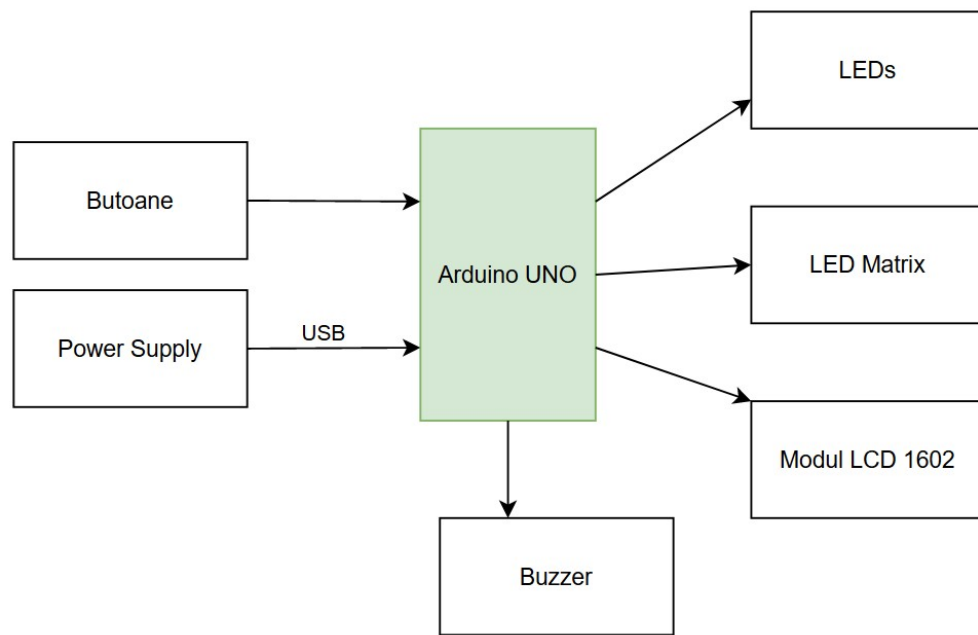 LEDs
Butoane
Arduino UNO
LED Matrix
Power Supply
USB
Modul LCD 1602
Buzzer